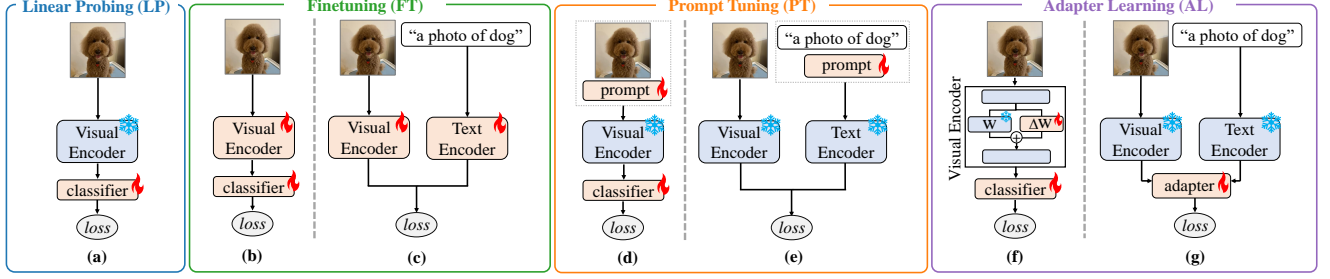 Linear Probing (LP)
Visual
Encoder
classifier
loss
(a)
Finetuning (FT)
Visual
Encoder
classifier
loss
(b)
"a photo of dog"
Visual
Encoder
Text
Encoder
loss
(c)
Prompt Tuning (PT)
prompt
Visual
Encoder
classifier
loss
(d)
"a photo of dog"
prompt
Visual
Encoder
Text
Encoder
loss
(e)
Adapter Learning (AL)
Visual Encoder
W
ΔW
classifier
loss
(f)
"a photo of dog"
Visual
Encoder
Text
Encoder
adapter
loss
(g)